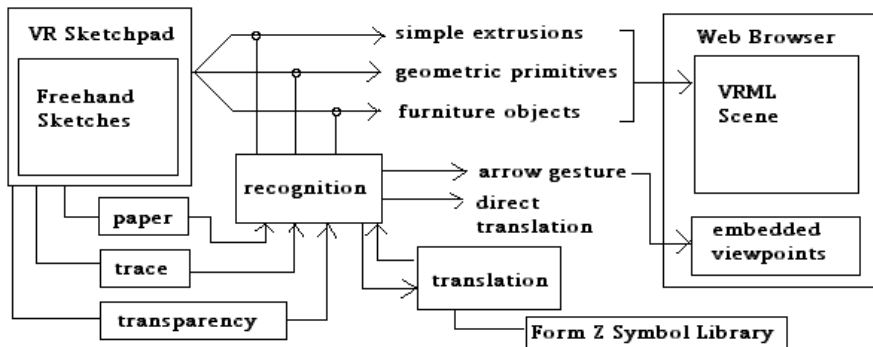 VR Sketchpad
Freehand
Sketches
simple extrusions
geometric primitives
furniture objects
Web Browser
VRML
Scene
recognition
arrow gesture
direct
translation
paper
trace
transparency
translation
embedded
viewpoints
Form Z Symbol Library